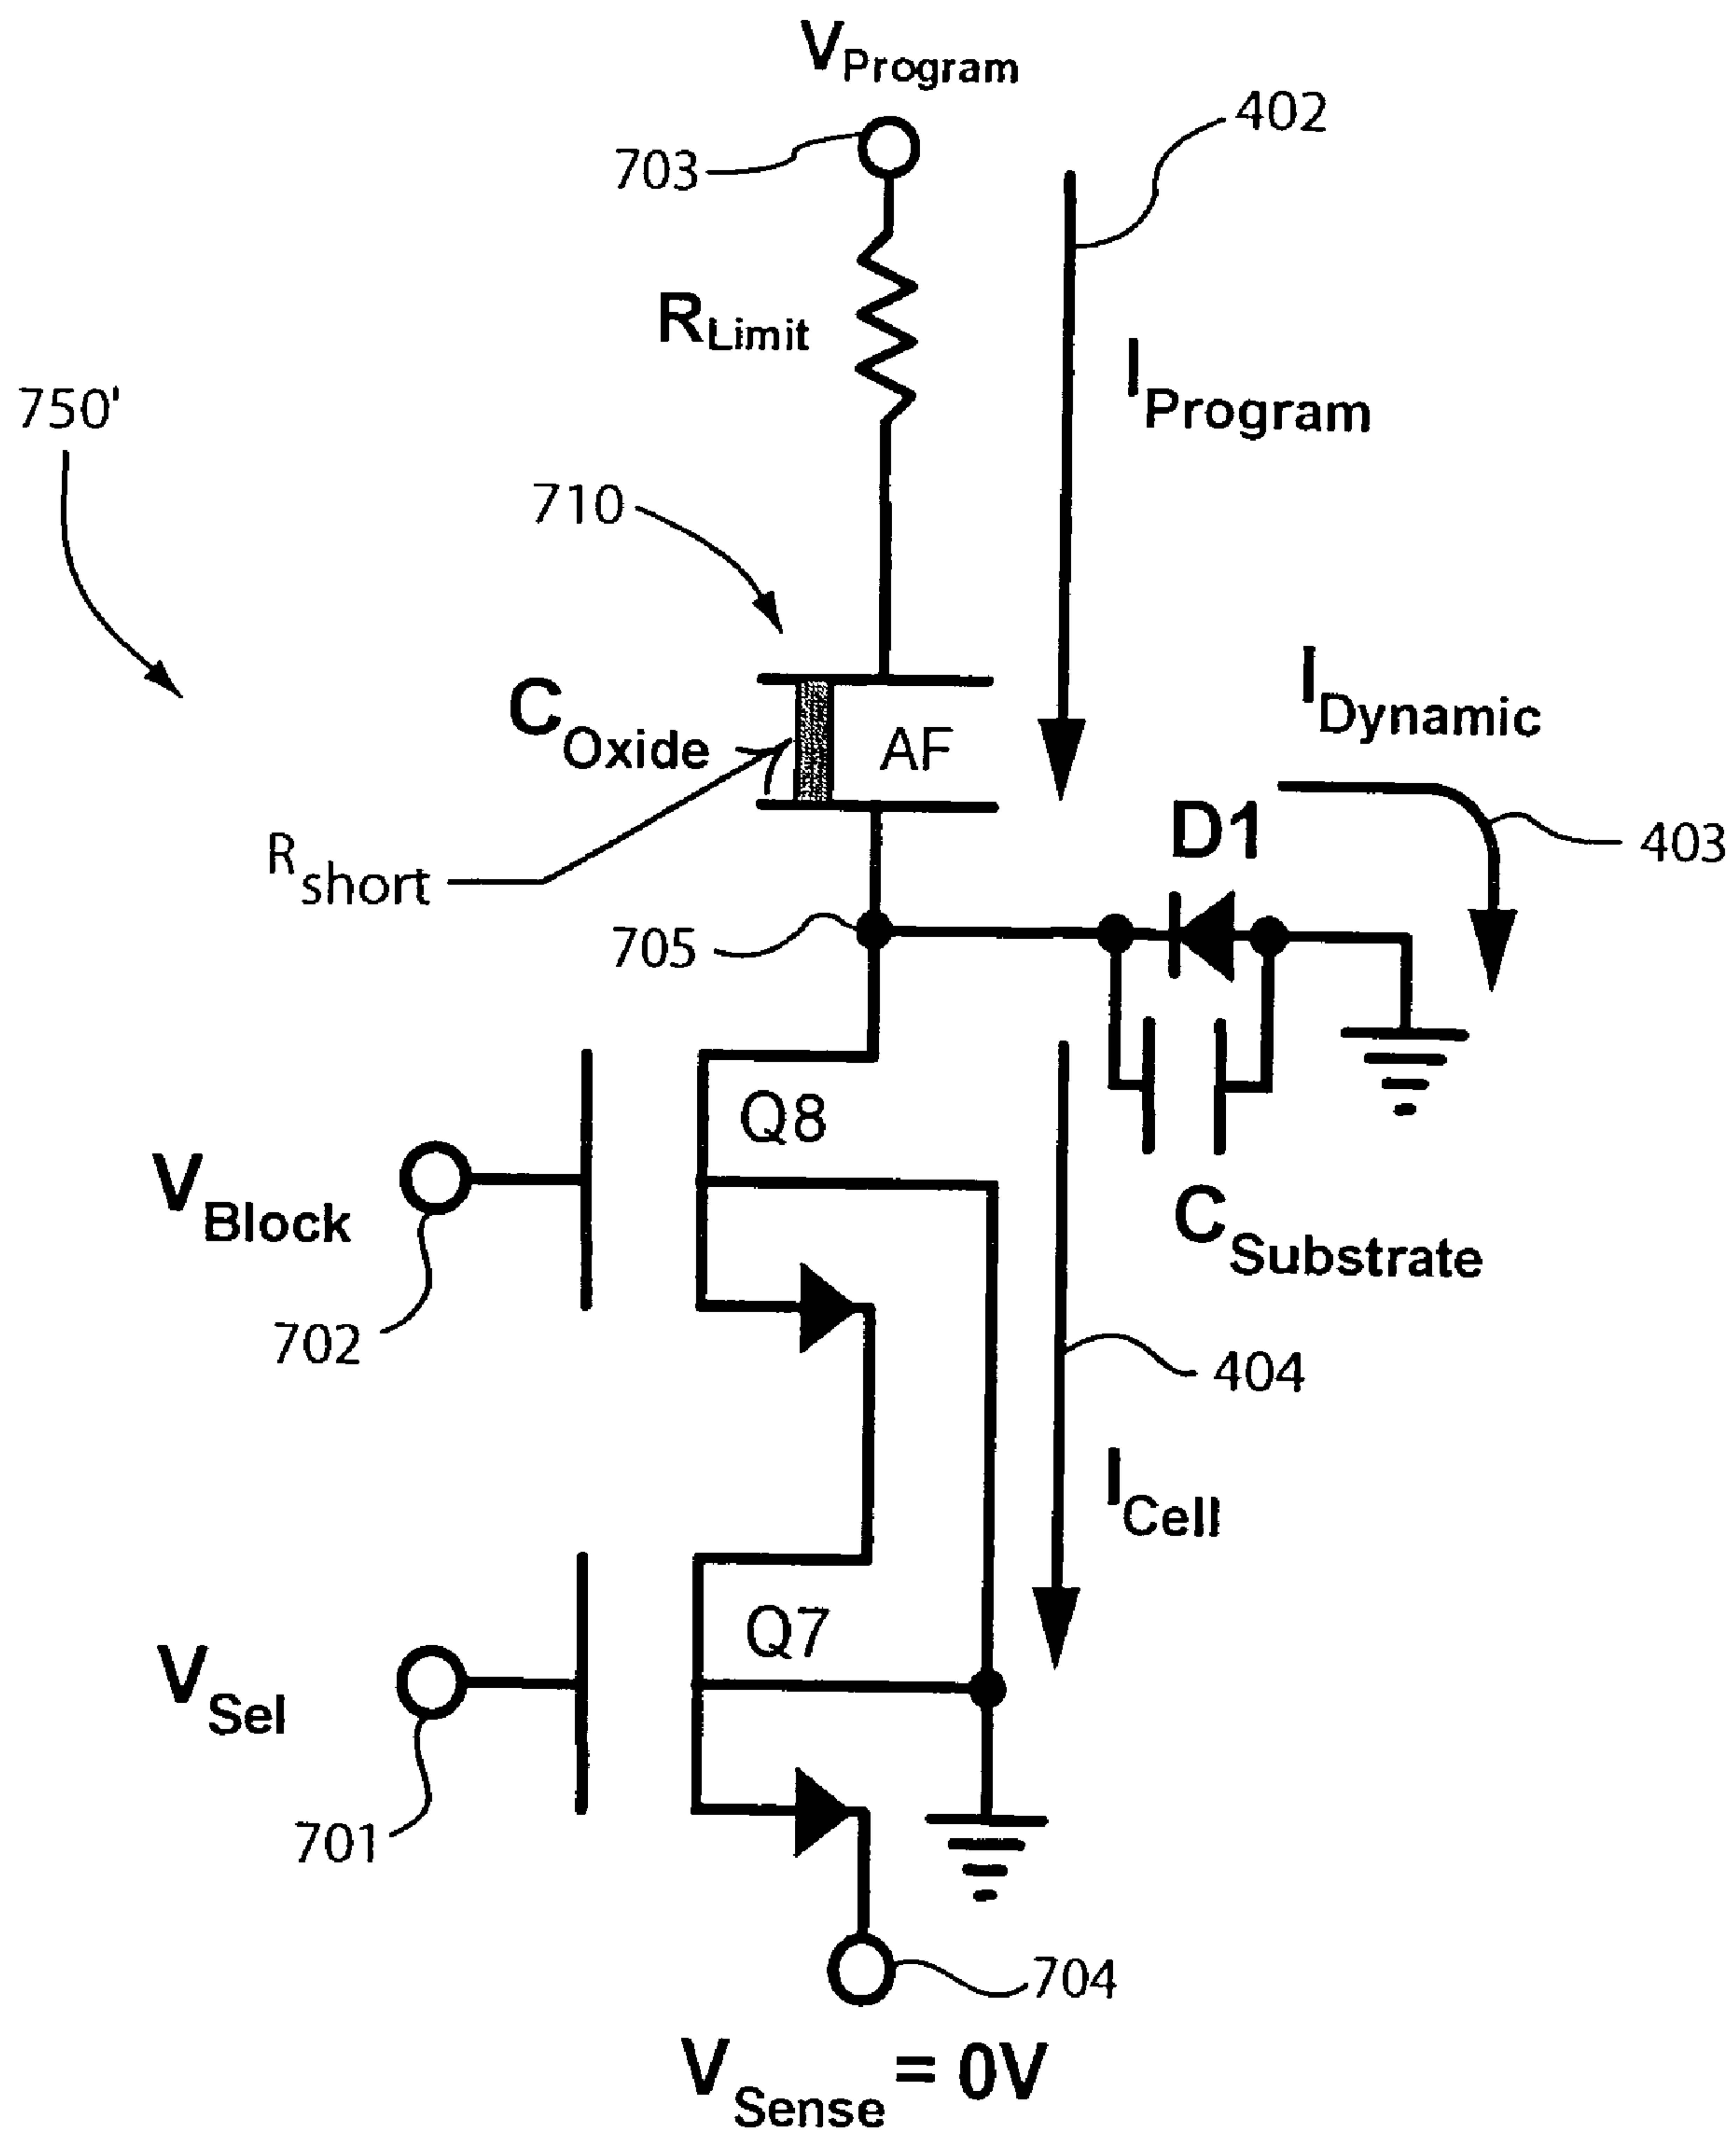 VProgram
402
703
RLimit
IProgram
750'
710
IDynamic
COxide
AF
D1
403
Rshort
705
Q8
VBlock
CSubstrate
702
404
ICell
Q7
VSel
701
704
VSense = 0V